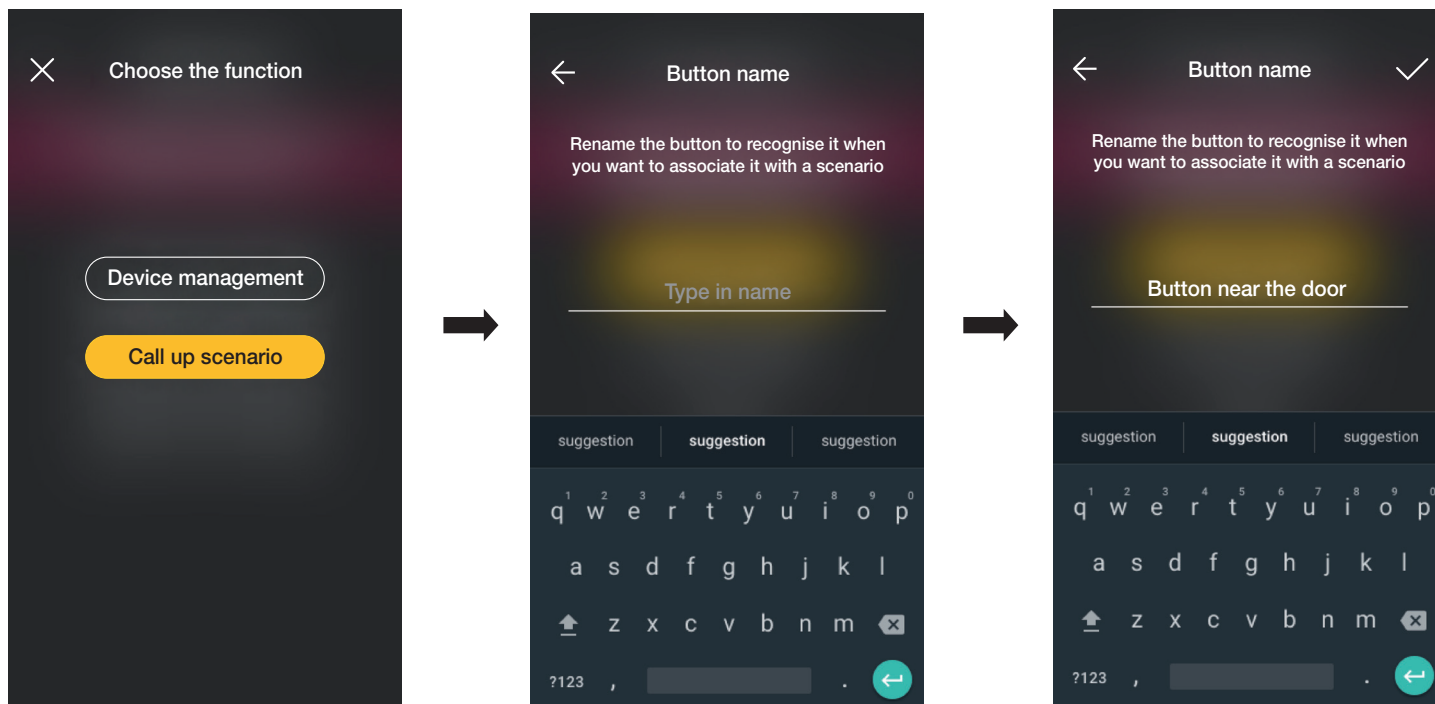 Choose the function
Device management
Call up scenario
Button name
Rename the button to recognise it when
you want to associate it with a scenario
Type in name
suggestion suggestion suggestion
1 2 3 4 5 6 7 8 9 0
q w e r t y u i o p
a s d f g h j k l
z x c v b n m
?123 , .
Button name
Rename the button to recognise it when
you want to associate it with a scenario
Button near the door
suggestion suggestion suggestion
1 2 3 4 5 6 7 8 9 0
q w e r t y u i o p
a s d f g h j k l
z x c v b n m
?123 , .